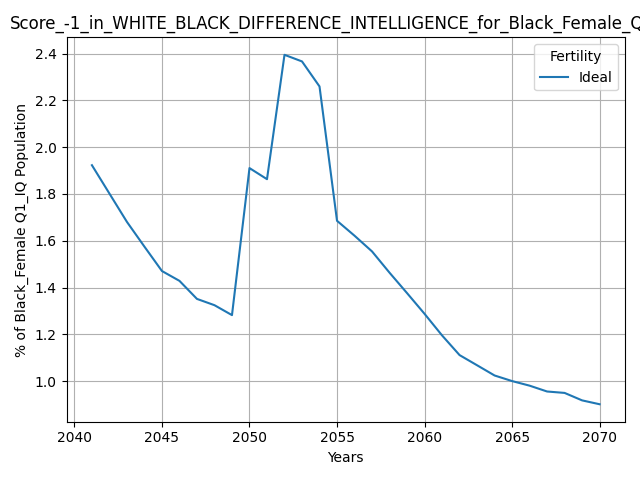 Score_-1_in_WHITE_BLACK_DIFFERENCE_INTELLIGENCE_for_Black_Female_Q
Fertility
Ideal
% of Black_Female Q1_IQ Population
2.4
2.2
2.0
1.8
1.6
1.4
1.2
1.0
2040 2045 2050 2055 2060 2065 2070
Years